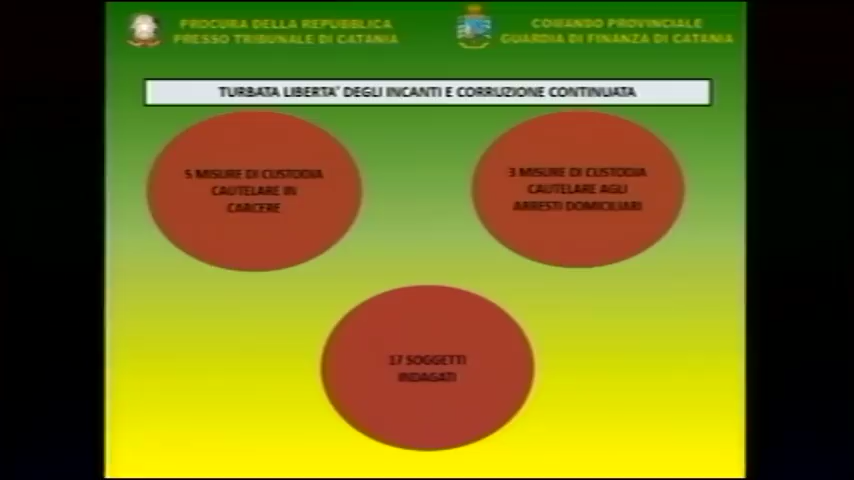 PROCURA DELLA REPUBBLICA
PRESSO TRIBUNALE DI CATANIA
COMANDO PROVINCIALE
GUARDIA DI FINANZA DI CATANIA
TURBATA LIBERTA' DEGLI INCANTI E CORRUZIONE CONTINUATA
5 MISURE DI CUSTODIA
CAUTELARE IN
CARCERE
3 MISURE DI CUSTODIA
CAUTELARE AGLI
ARRESTI DOMICILIARI
17 SOGGETTI
INDAGATI